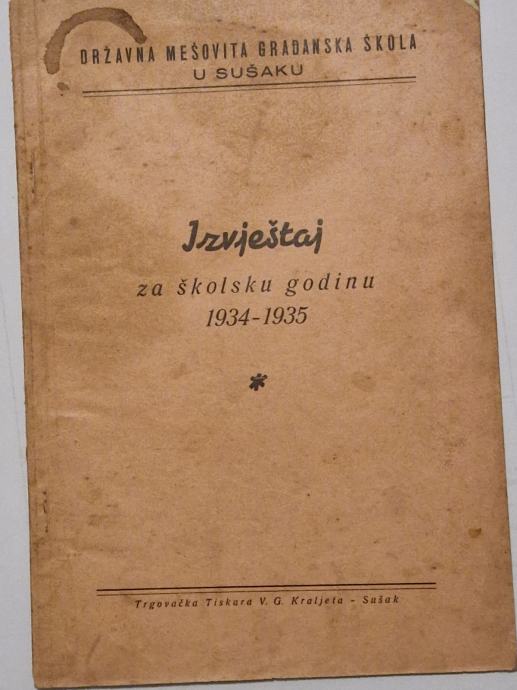 DRŽAVNA MEŠOVITA GRAĐANSKA ŠKOLA
U SUŠAKU
Izvještaj
za školsku godinu
1934-1935
*
Trgovačka Tiskara V. G. Kraljeta - Sušak